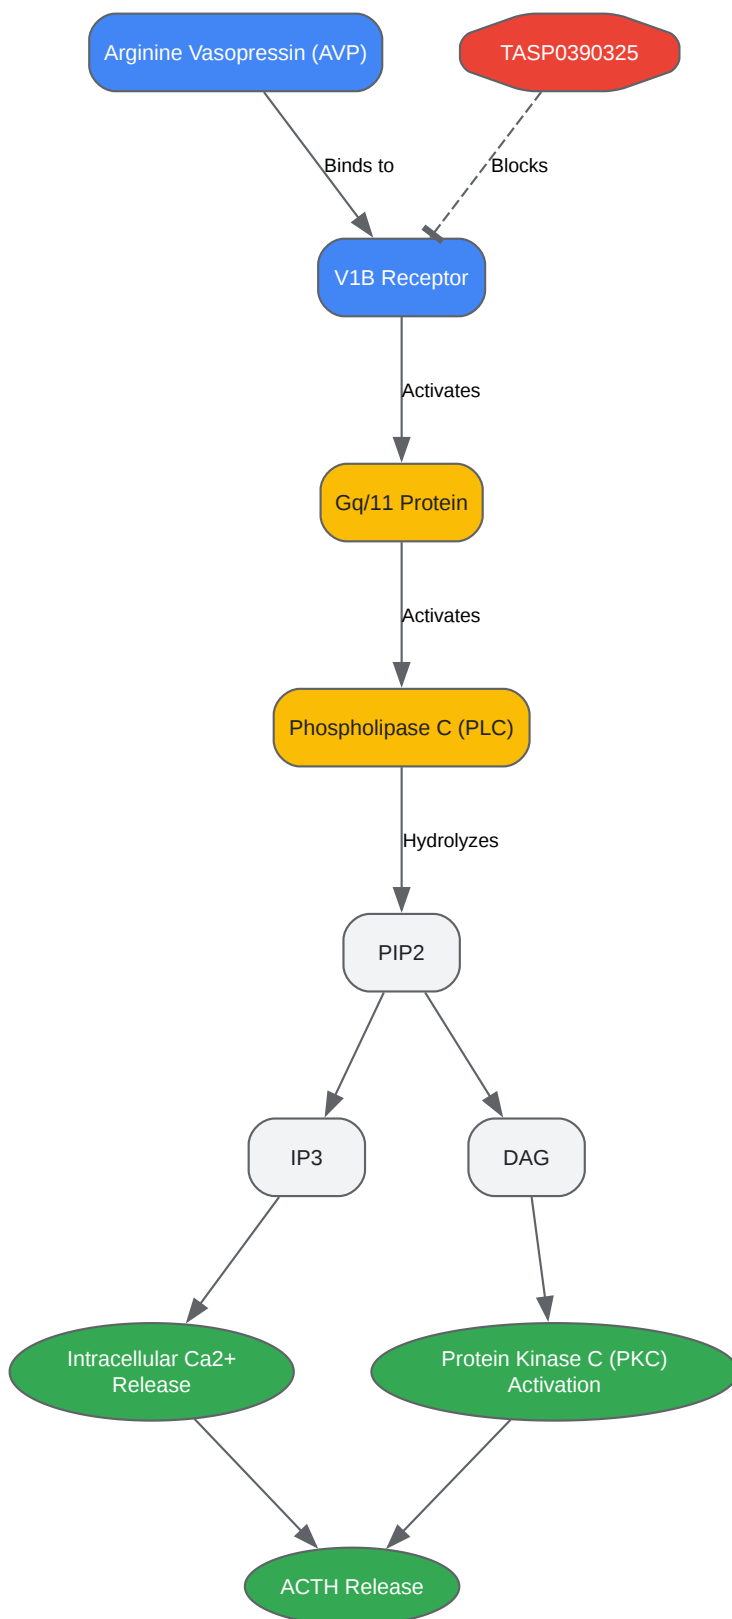 Arginine Vasopressin (AVP)
TASP0390325
Binds to
Blocks
V1B Receptor
Activates
Gq/11 Protein
Activates
Phospholipase C (PLC)
Hydrolyzes
PIP2
IP3
DAG
Intracellular Ca2+
Release
Protein Kinase C (PKC)
Activation
ACTH Release